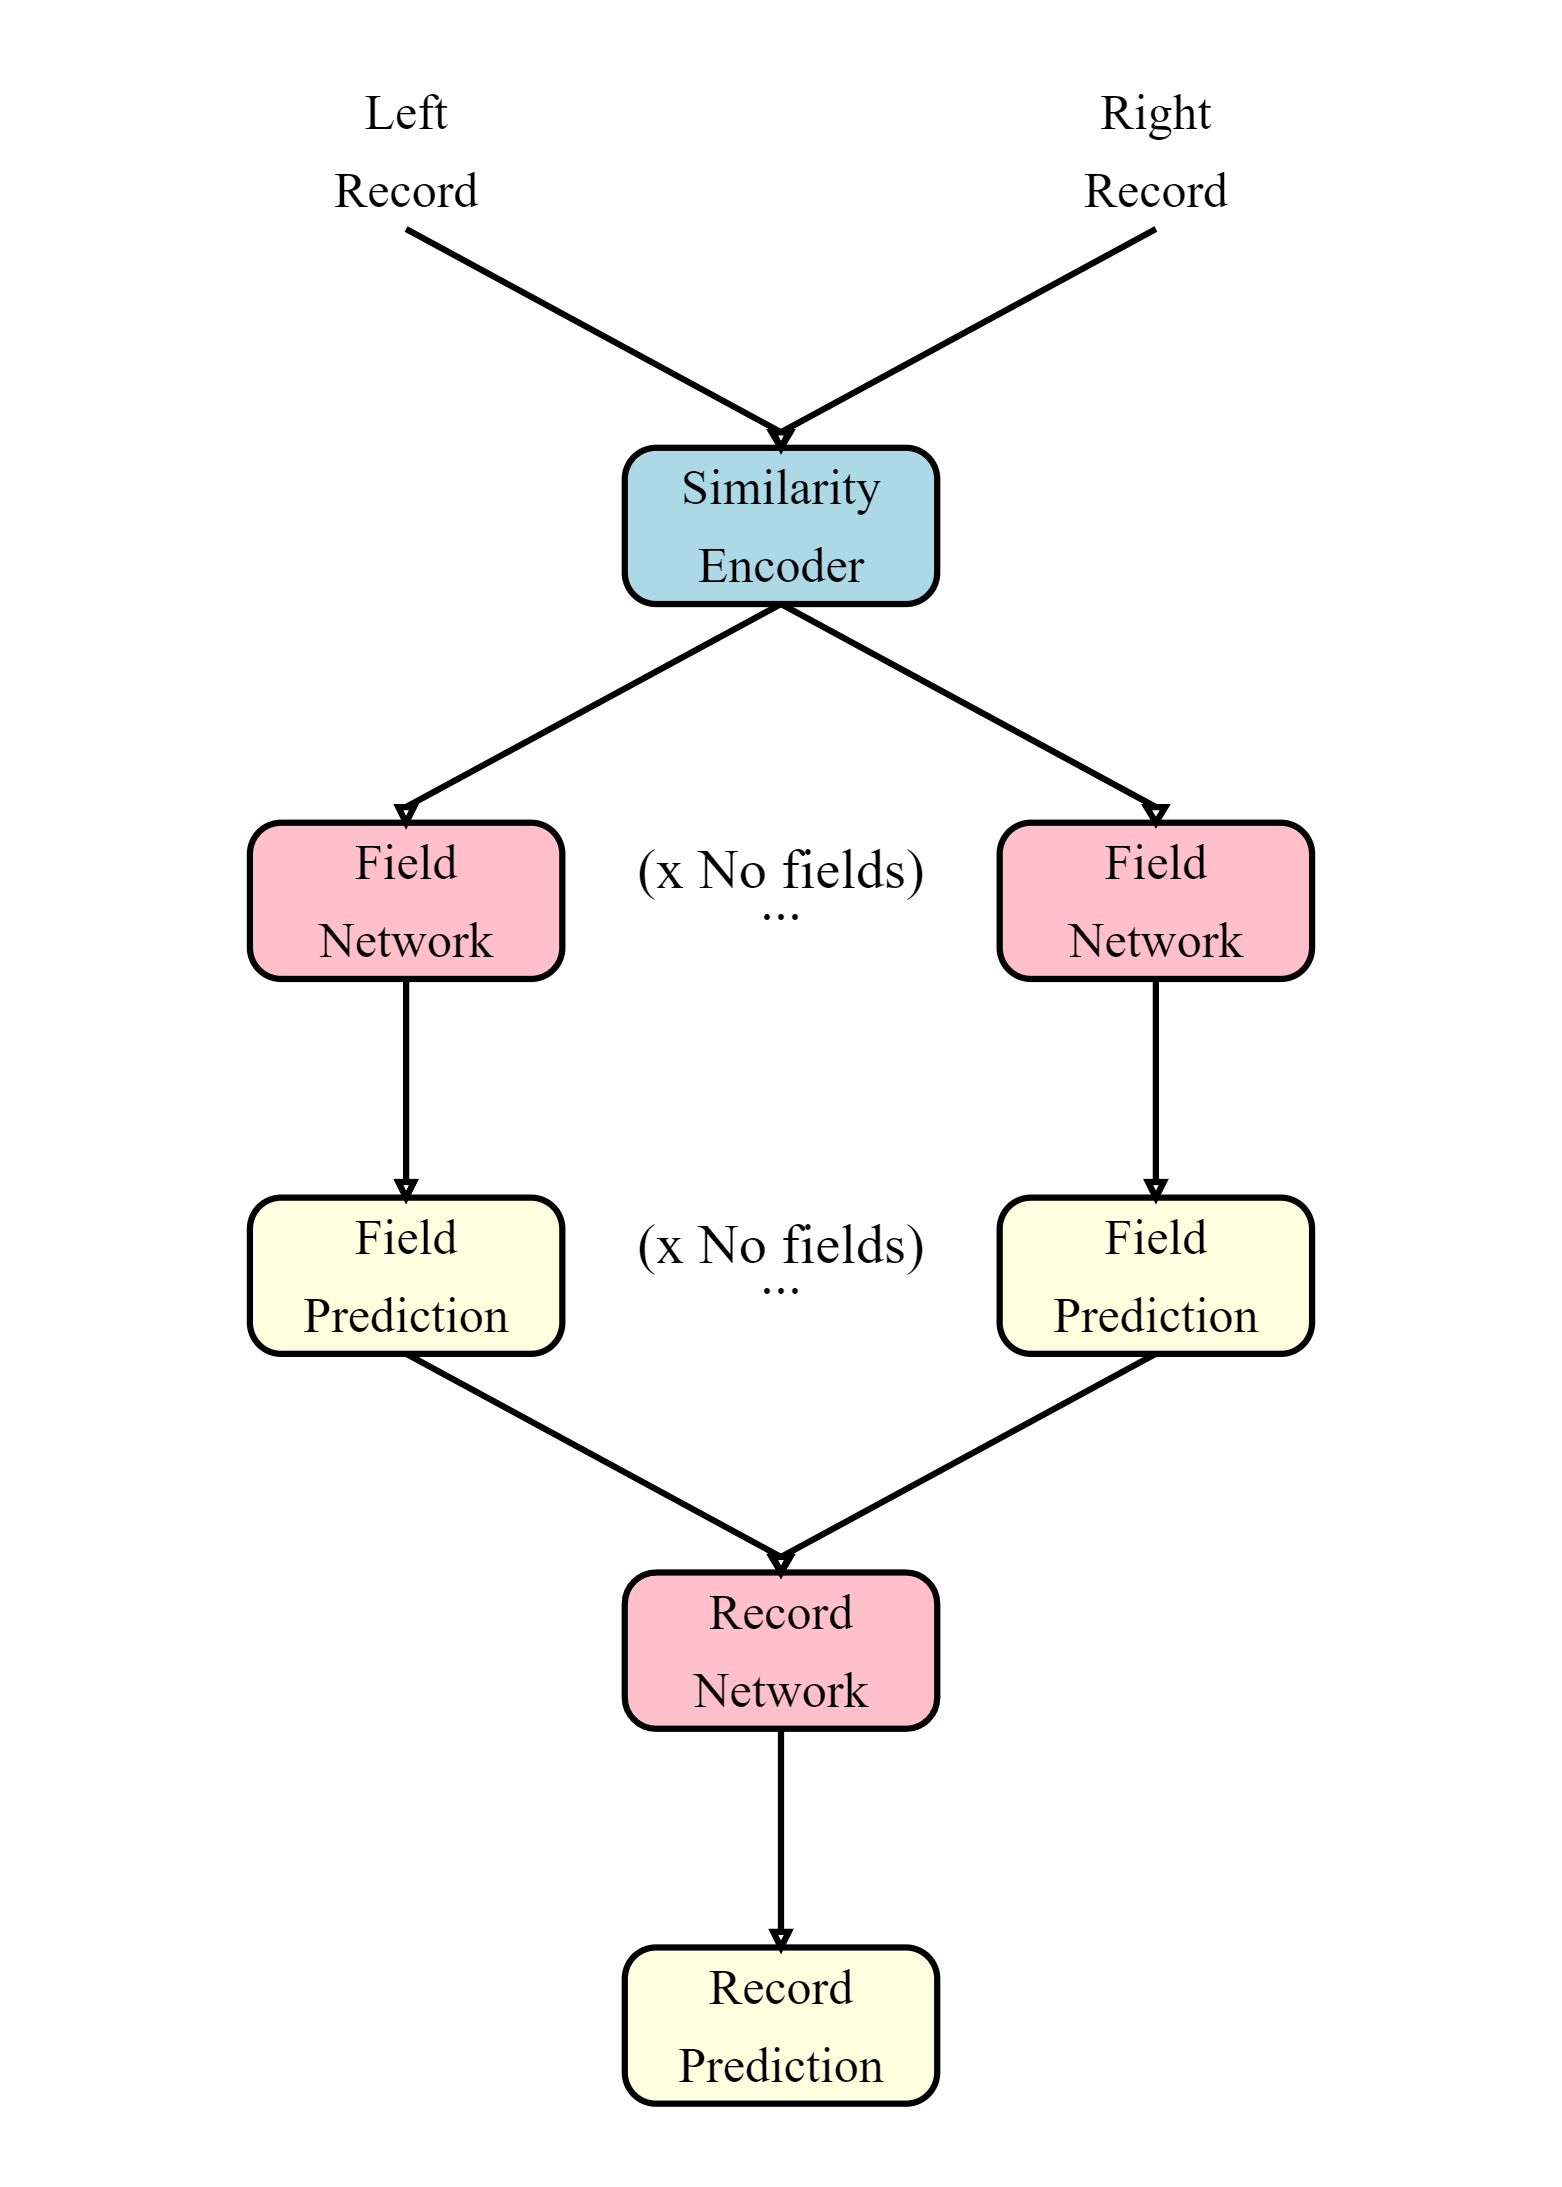 Left
Record
Right
Record
Similarity
Encoder
Field
Network
(x No fields)
...
Field
Network
Field
Prediction
(x No fields)
...
Field
Prediction
Record
Network
Record
Prediction